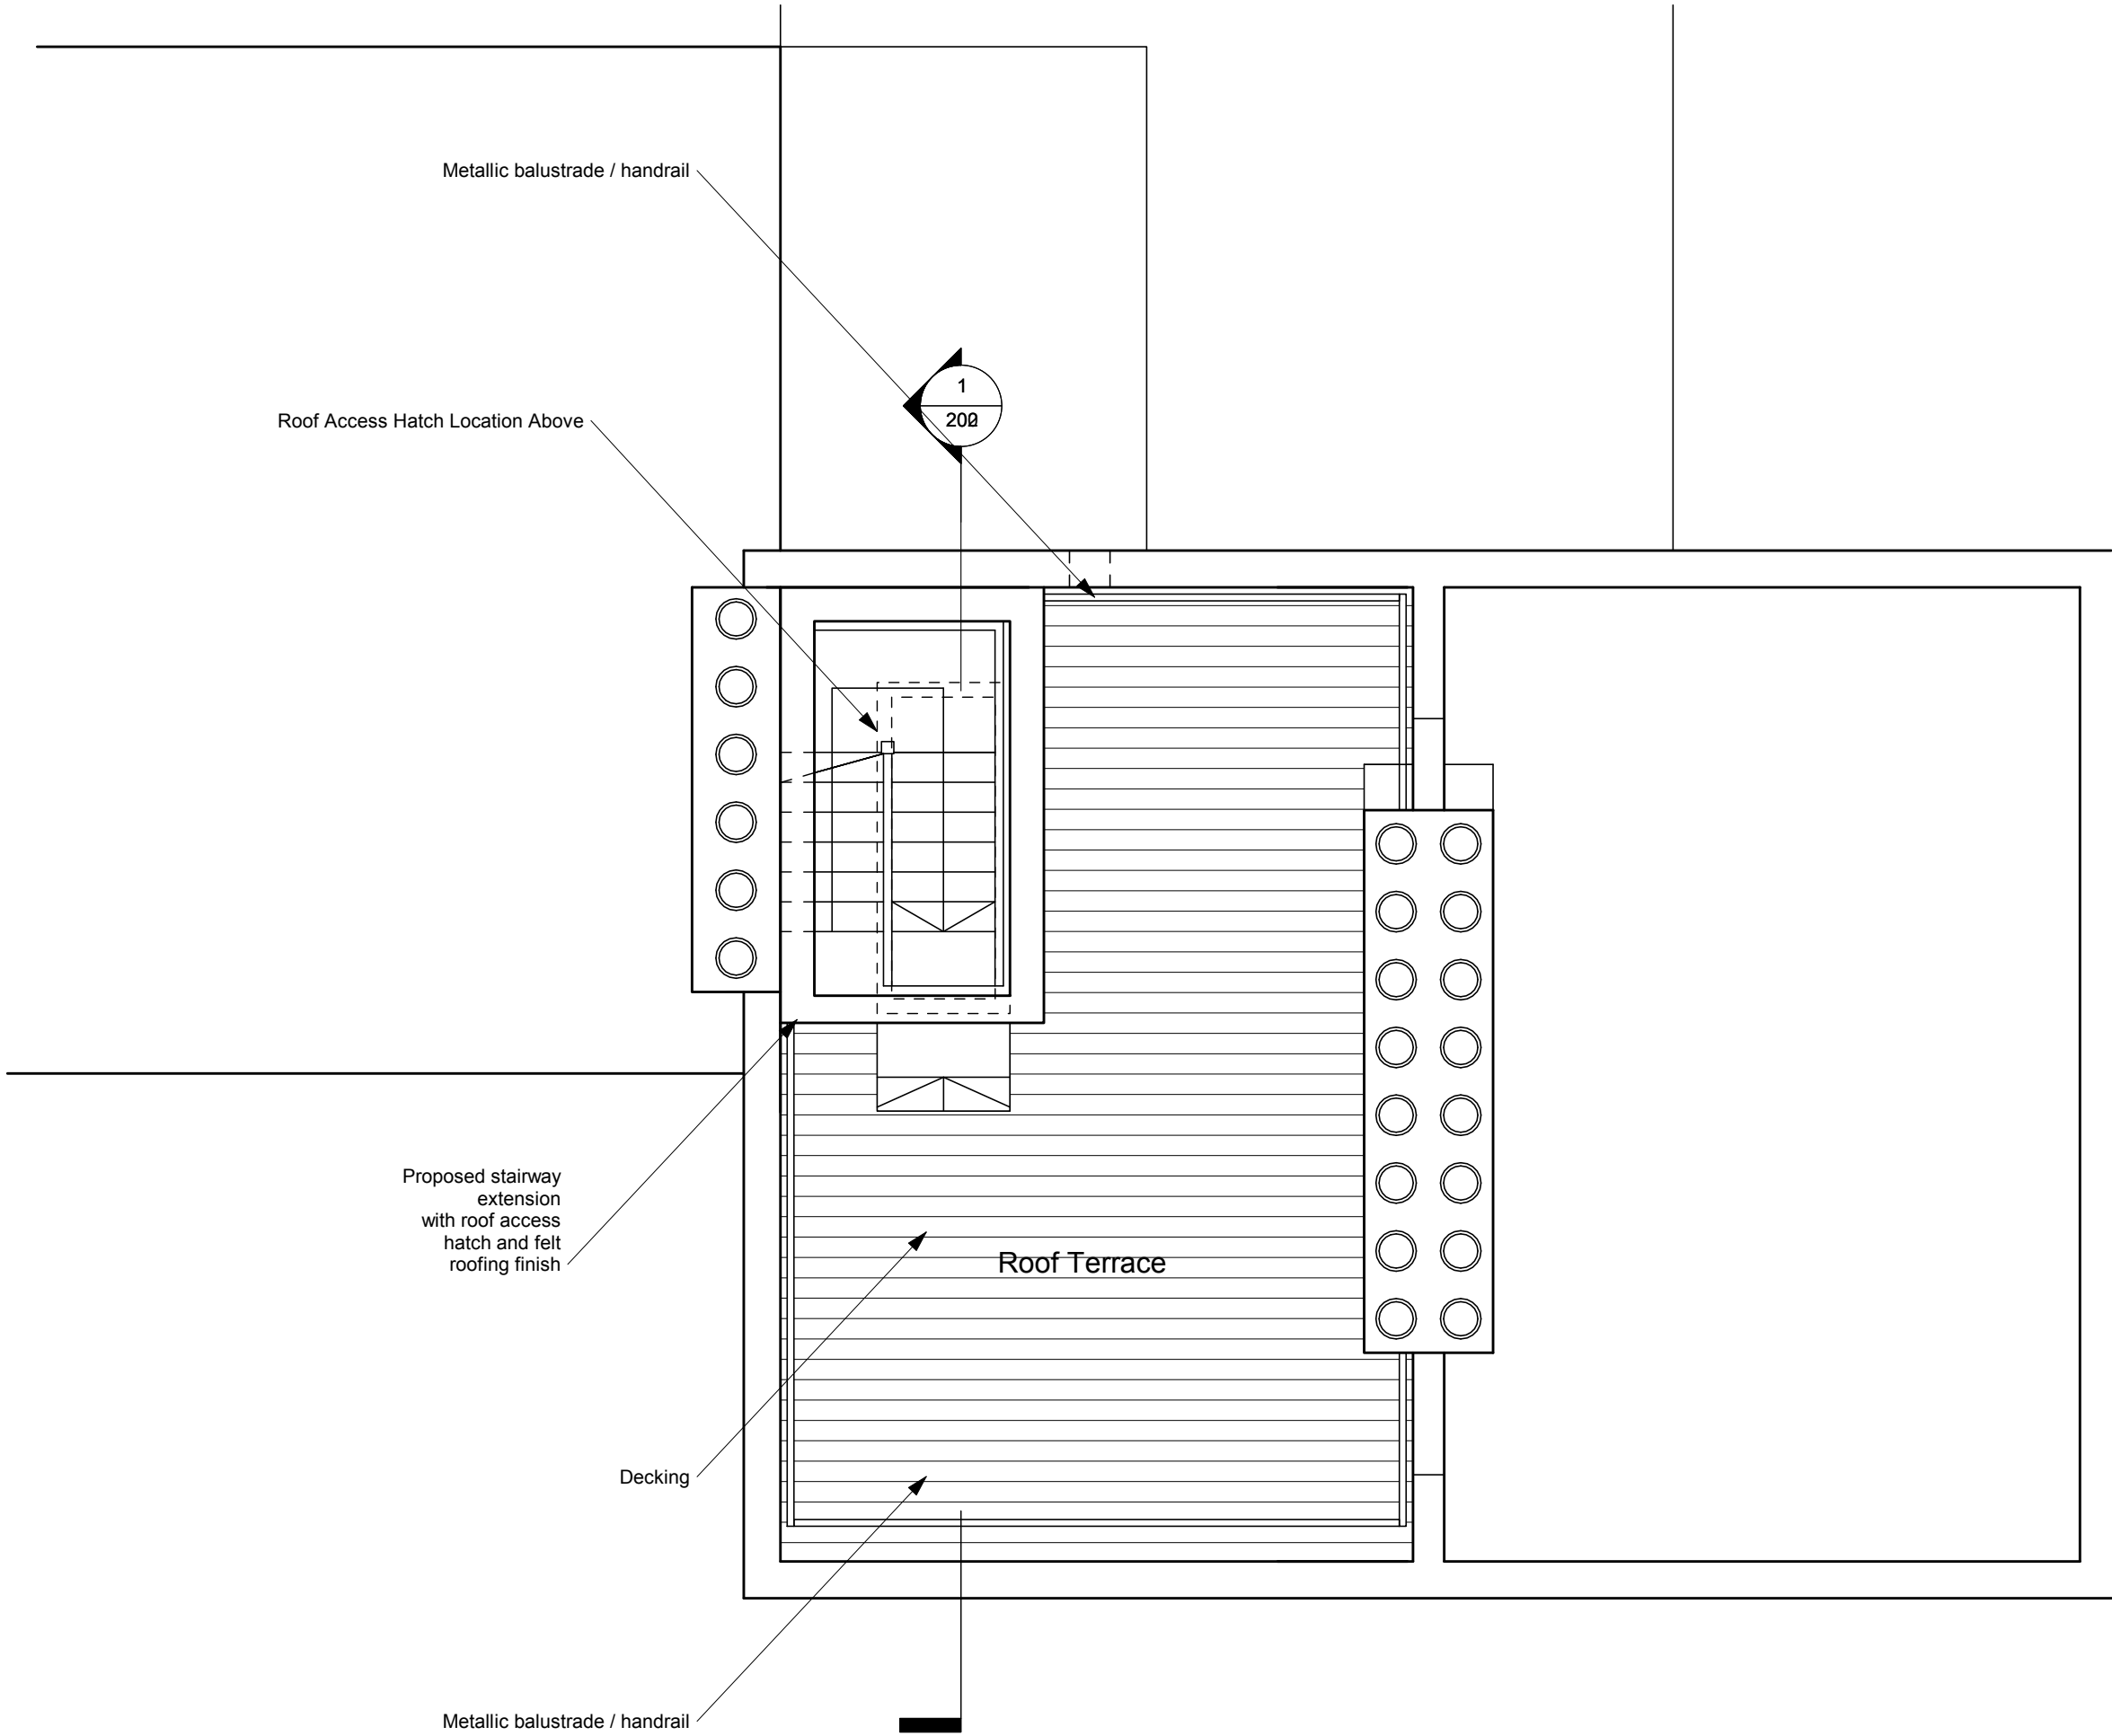 Metallic balustrade / handrail
1
Roof Access Hatch Location Above
Proposed stairway
extension
with roof access
hatch and felt
roofing finish
Roof Terrace
Decking
Metallic balustrade / handrail